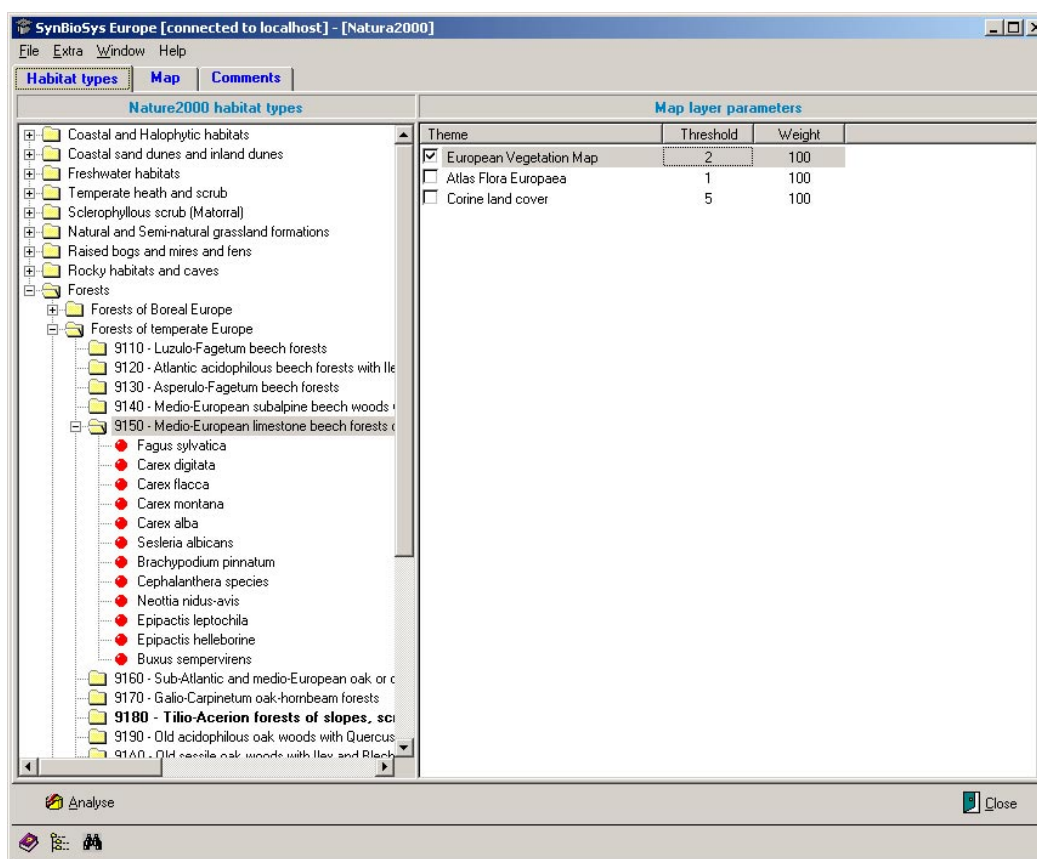 SynBioSys Europe [connected to localhost] - [Natura2000]
File Extra Window Help
Habitat types Map Comments
Nature2000 habitat types
Map layer parameters
Coastal and Halophytic habitats
Coastal sand dunes and inland dunes
Freshwater habitats
Temperate heath and scrub
Sclerophyllous scrub (Matorral)
Natural and Semi-natural grassland formations
Raised bogs and mires and fens
Rocky habitats and caves
Forests
Forests of Boreal Europe
Forests of temperate Europe
9110 - Luzulo-Fagetum beech forests
9120 - Atlantic acidophilous beech forests with
9130 - Asperulo-Fagetum beech forests
9140 - Medio-European subalpine beech woods
9150 - Medio-European limestone beech forests
Fagus sylvatica
Carex digitata
Carex flacca
Carex montana
Carex alba
Sesleria albicans
Brachypodium pinnatum
Cephalanthera species
Neottia nidus-avis
Epipactis leptochila
Epipactis helleborine
Buxus sempervirens
9160 - Sub-Atlantic and medio-European oak or
9170 - Galio-Carpinetum oak-hornbeam forests
9180 - Tilio-Acerion forests of slopes,
9190 - Old acidophilous oak woods with Quercus
91A0 - Old sessile oak woods with Ilex and
Theme Threshold Weight
European Vegetation Map 2 100
Atlas Flora Europaea 1 100
Corine land cover 5 100
Analyse
Close